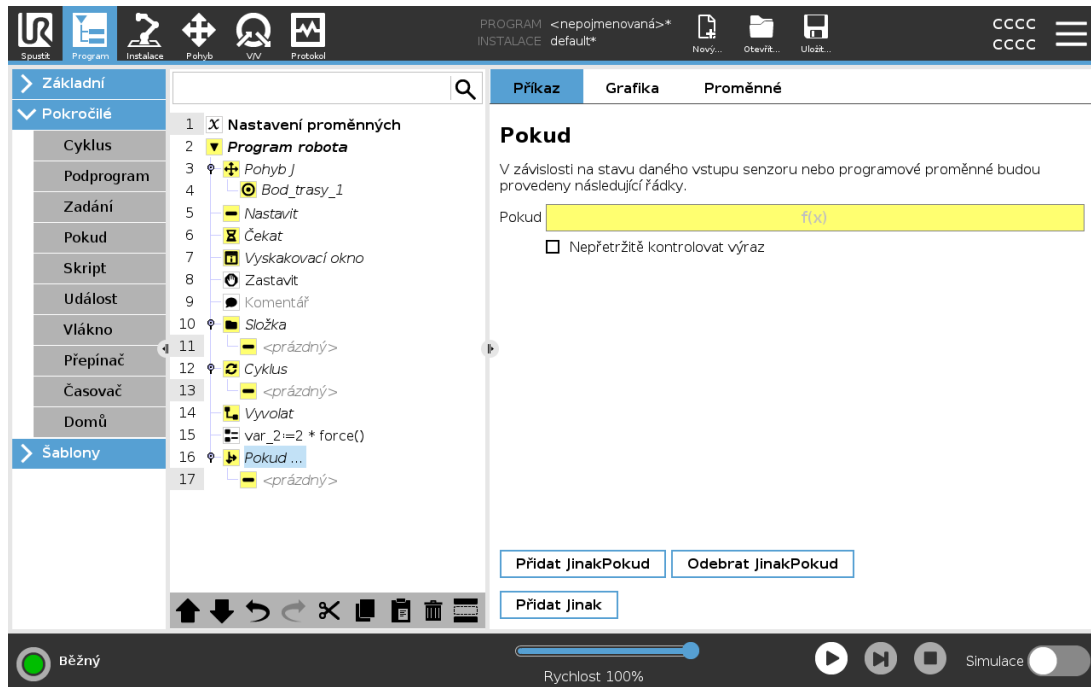 UR
PROGRAM <nepojmenovaná>*
INSTALACE default*
CCCC
CCCC
Spustit Program Instalace Pohyb V/V Protokol Nový... Otevřít... Uložit...
Základní
Pokročilé
Cyklus
Podprogram
Zadání
Pokud
Skript
Událost
Vlákno
Přepínač
Časovač
Domů
Šablony
1 X Nastavení proměnných
2 Program robota
3 Pohyb J
4 Bod_trasy_1
5 Nastavit
6 Čekat
7 Vyskakovací okno
8 Zastavit
9 Komentář
10 Složka
11 <prázdný>
12 Cyklus
13 <prázdný>
14 Vyvolat
15 var_2:=2 * force()
16 Pokud ...
17 <prázdný>
Příkaz Grafika Proměnné
Pokud
V závislosti na stavu daného vstupu senzoru nebo programové proměnné budou
provedeny následující řádky.
Pokud f(x)
Nepřetržitě kontrolovat výraz
Přidat JinakPokud Odebrat JinakPokud
Přidat Jinak
Běžný
Rychlost 100%
Simulace